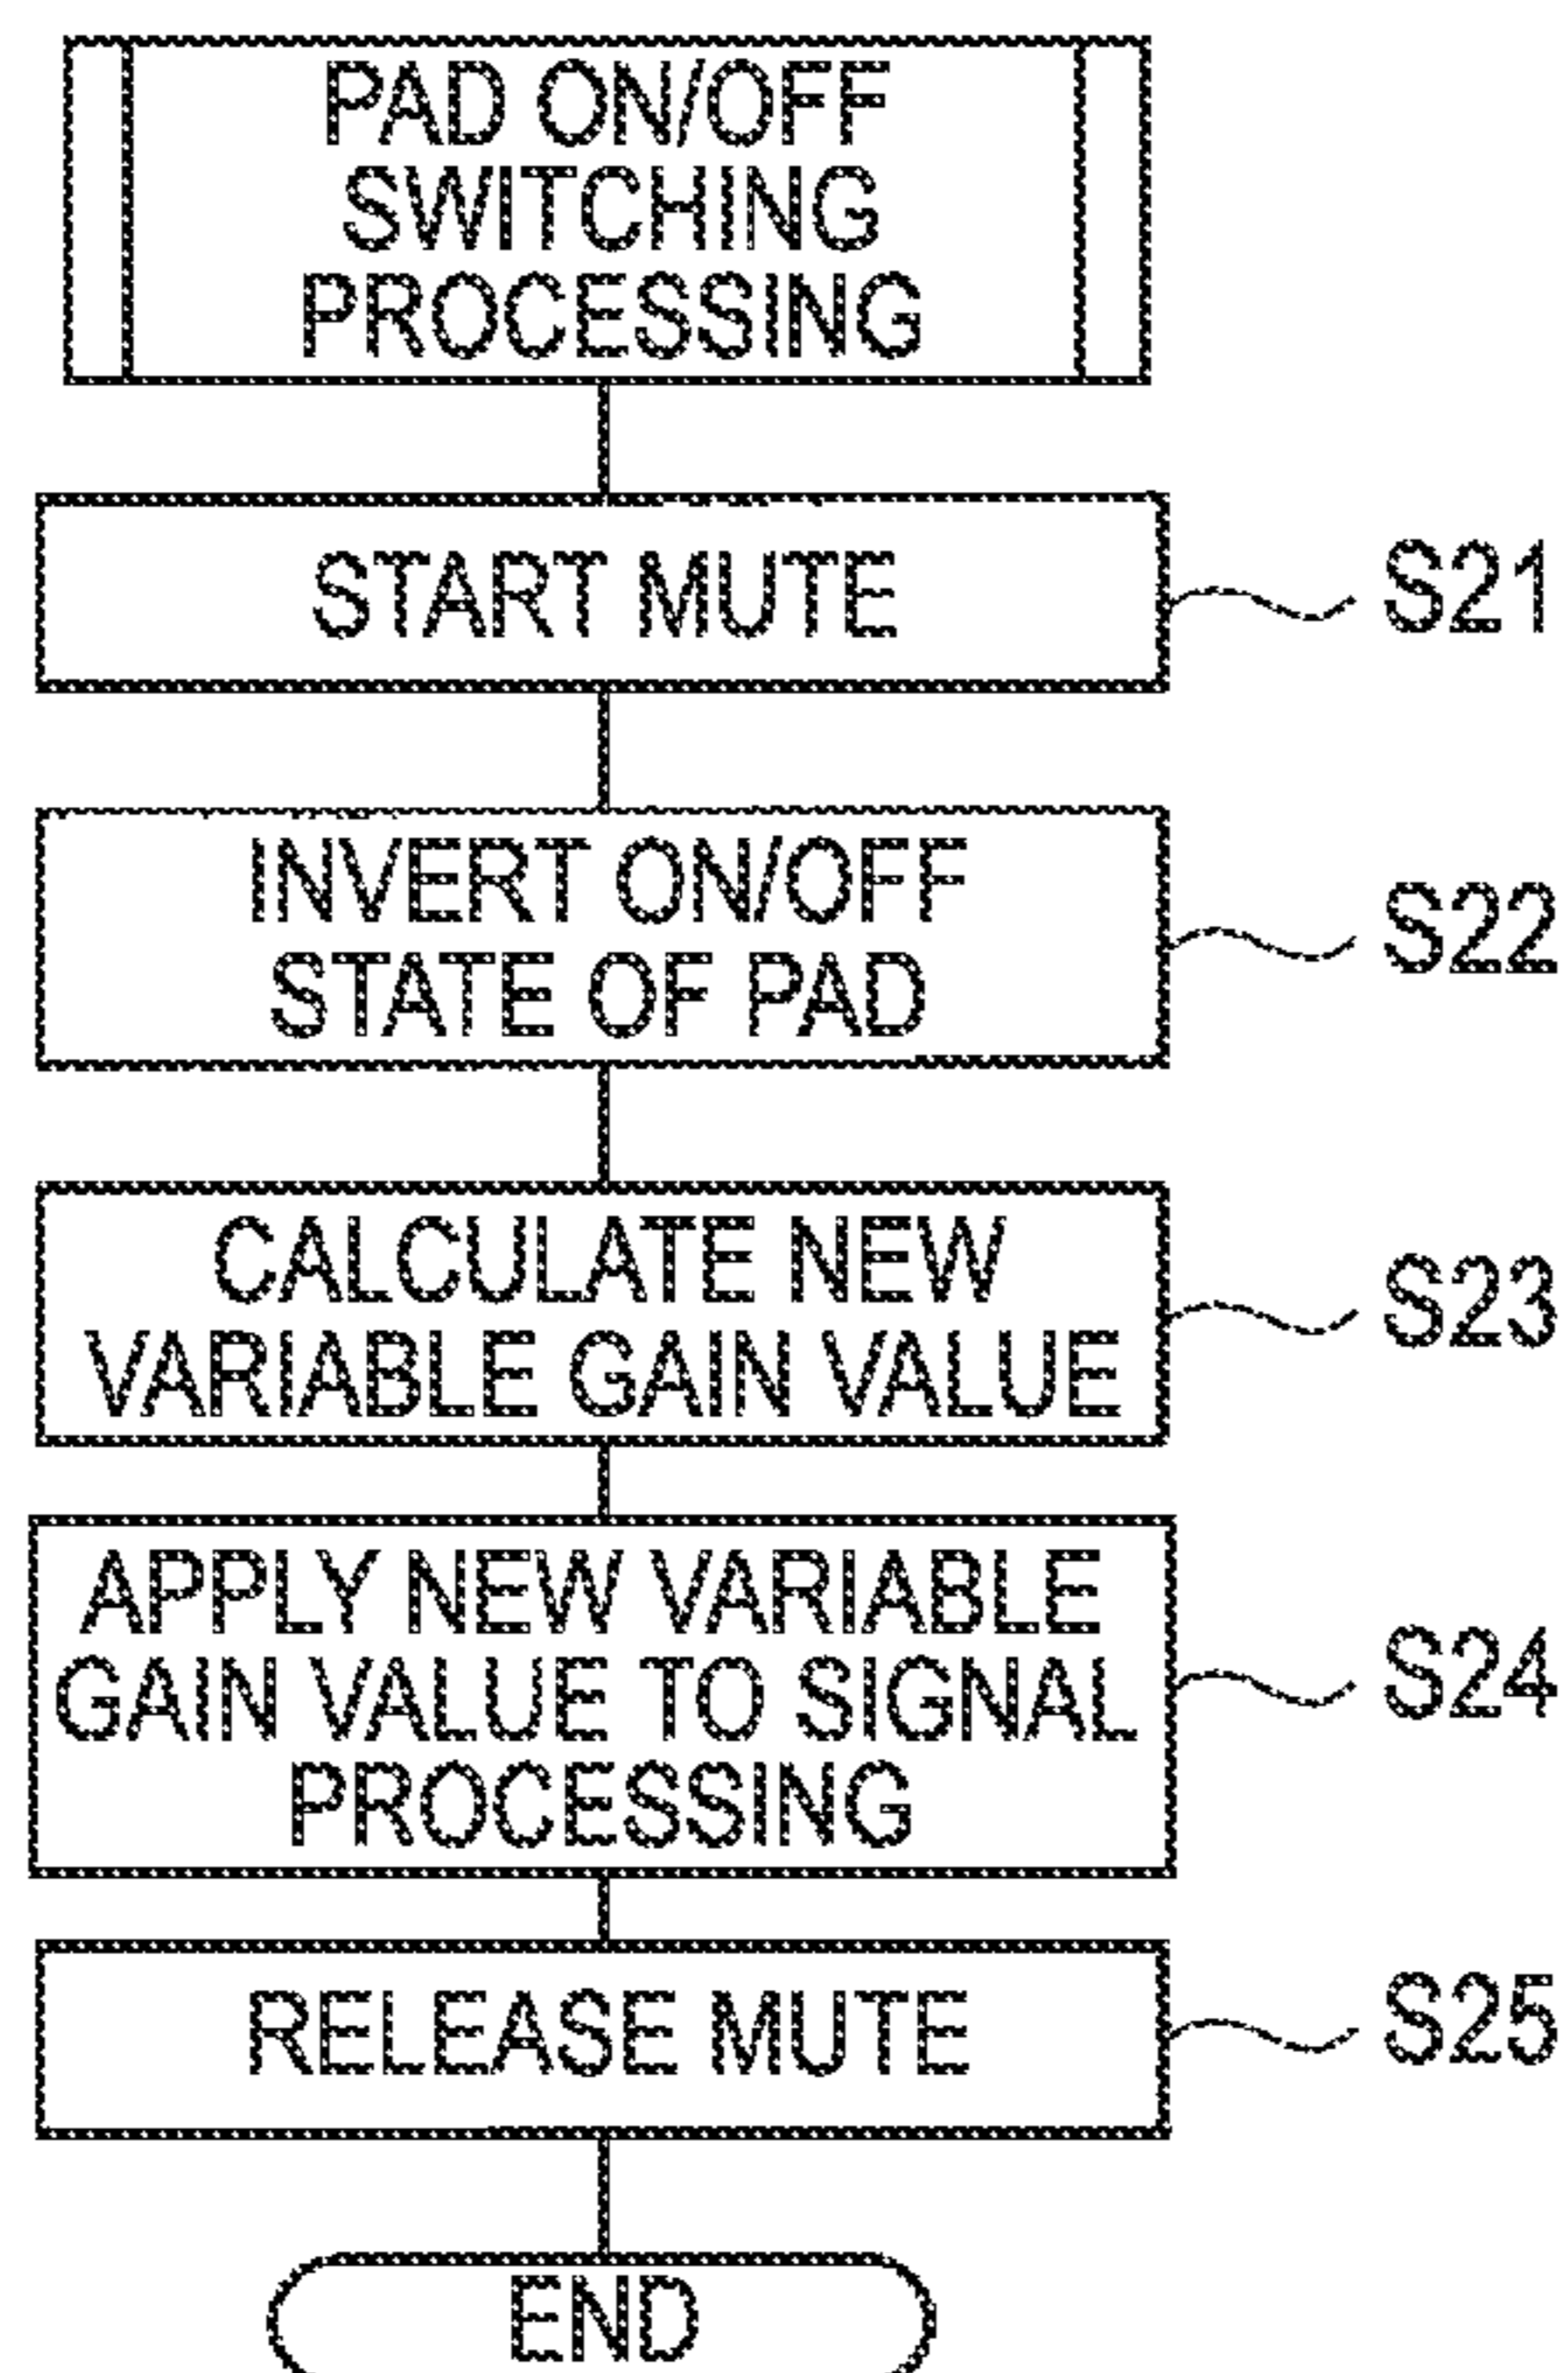 PAD ON/OFF
SWITCHING
PROCESSING
START MUTE
S21
INVERT ON/OFF
STATE OF PAD
S22
CALCULATE NEW
VARIABLE GAIN VALUE
S23
APPLY NEW VARIABLE
GAIN VALUE TO SIGNAL
PROCESSING
S24
RELEASE MUTE
S25
END